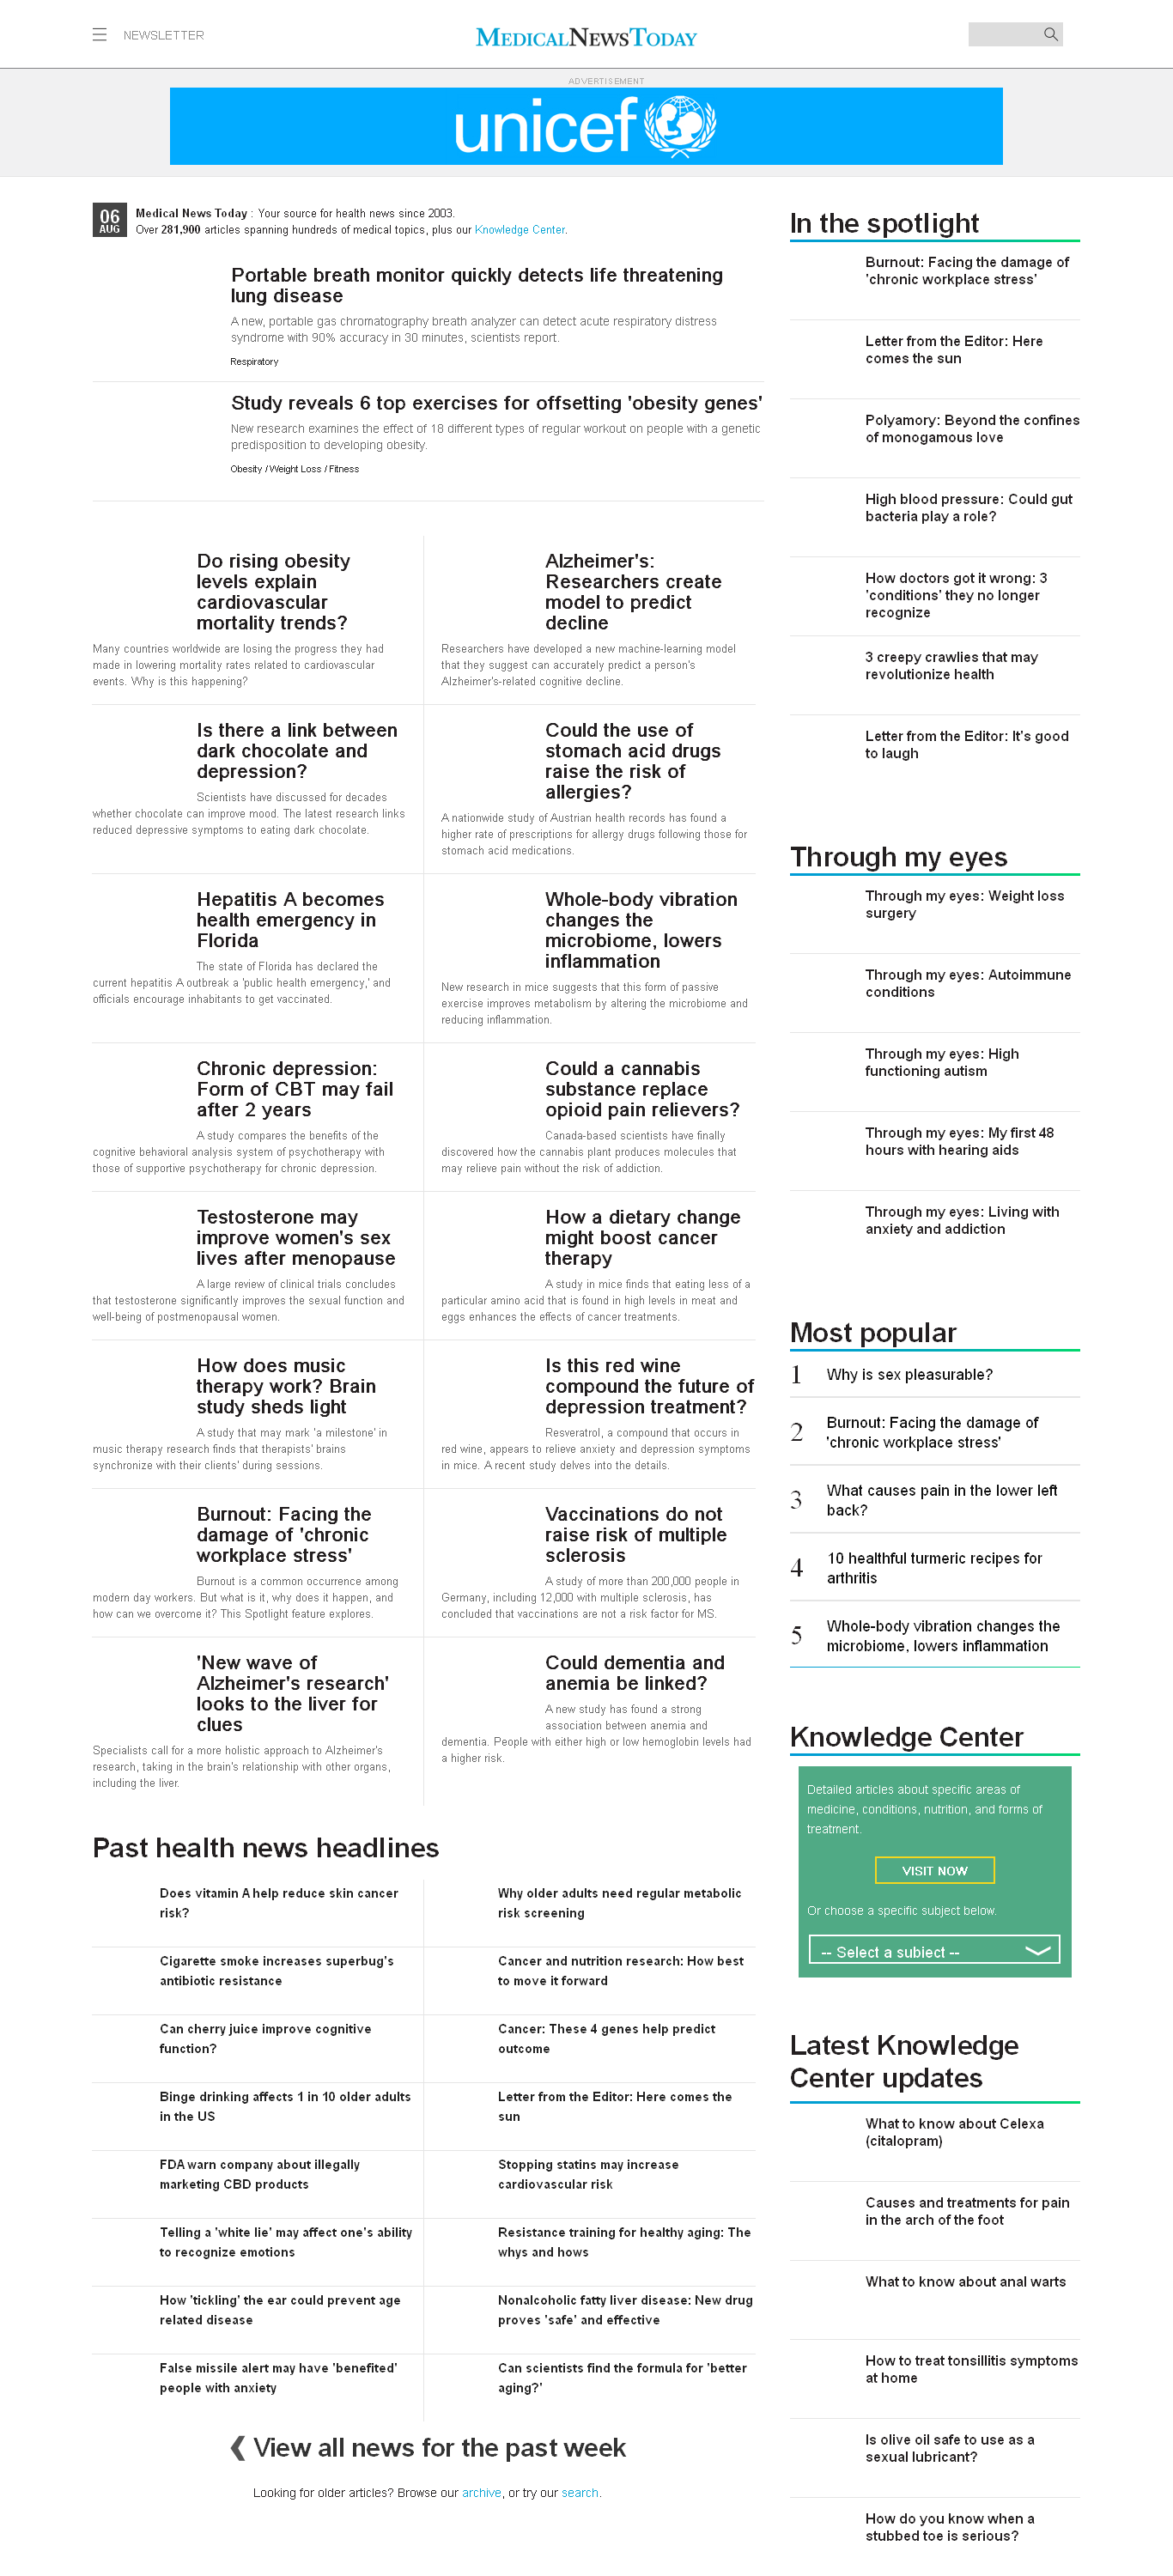 NEWSLETTER
MEDICALNEWSTODAY
ADVERTISEMENT
unicef
06
AUG
Medical News Today : Your source for health news since 2003.
Over 281,900 articles spanning hundreds of medical topics, plus our Knowledge Center.
Portable breath monitor quickly detects life threatening
lung disease
A new, portable gas chromatography breath analyzer can detect acute respiratory distress
syndrome with 90% accuracy in 30 minutes, scientists report.
Respiratory
Study reveals 6 top exercises for offsetting 'obesity genes'
New research examines the effect of 18 different types of regular workout on people with a genetic
predisposition to developing obesity.
Obesity / Weight Loss / Fitness
Do rising obesity
levels explain
cardiovascular
mortality trends?
Many countries worldwide are losing the progress they had
made in lowering mortality rates related to cardiovascular
events. Why is this happening?
Alzheimer's:
Researchers create
model to predict
decline
Researchers have developed a new machine-learning model
that they suggest can accurately predict a person's
Alzheimer's-related cognitive decline.
Is there a link between
dark chocolate and
depression?
Scientists have discussed for decades
whether chocolate can improve mood. The latest research links
reduced depressive symptoms to eating dark chocolate.
Could the use of
stomach acid drugs
raise the risk of
allergies?
A nationwide study of Austrian health records has found a
higher rate of prescriptions for allergy drugs following those for
stomach acid medications.
Hepatitis A becomes
health emergency in
Florida
The state of Florida has declared the
current hepatitis A outbreak a 'public health emergency,' and
officials encourage inhabitants to get vaccinated.
Whole-body vibration
changes the
microbiome, lowers
inflammation
New research in mice suggests that this form of passive
exercise improves metabolism by altering the microbiome and
reducing inflammation.
Chronic depression:
Form of CBT may fail
after 2 years
A study compares the benefits of the
cognitive behavioral analysis system of psychotherapy with
those of supportive psychotherapy for chronic depression.
Could a cannabis
substance replace
opioid pain relievers?
Canada-based scientists have finally
discovered how the cannabis plant produces molecules that
may relieve pain without the risk of addiction.
Testosterone may
improve women's sex
lives after menopause
A large review of clinical trials concludes
that testosterone significantly improves the sexual function and
well-being of postmenopausal women.
How a dietary change
might boost cancer
therapy
A study in mice finds that eating less of a
particular amino acid that is found in high levels in meat and
eggs enhances the effects of cancer treatments.
How does music
therapy work? Brain
study sheds light
A study that may mark 'a milestone' in
music therapy research finds that therapists' brains
synchronize with their clients' during sessions.
Is this red wine
compound the future of
depression treatment?
Resveratrol, a compound that occurs in
red wine, appears to relieve anxiety and depression symptoms
in mice. A recent study delves into the details.
Burnout: Facing the
damage of 'chronic
workplace stress'
Burnout is a common occurrence among
modern day workers. But what is it, why does it happen, and
how can we overcome it? This Spotlight feature explores.
Vaccinations do not
raise risk of multiple
sclerosis
A study of more than 200,000 people in
Germany, including 12,000 with multiple sclerosis, has
concluded that vaccinations are not a risk factor for MS.
'New wave of
Alzheimer's research'
looks to the liver for
clues
Specialists call for a more holistic approach to Alzheimer's
research, taking in the brain's relationship with other organs,
including the liver.
Could dementia and
anemia be linked?
A new study has found a strong
association between anemia and
dementia. People with either high or low hemoglobin levels had
a higher risk.
Past health news headlines
Does vitamin A help reduce skin cancer
risk?
Why older adults need regular metabolic
risk screening
Cigarette smoke increases superbug's
antibiotic resistance
Cancer and nutrition research: How best
to move it forward
Can cherry juice improve cognitive
function?
Cancer: These 4 genes help predict
outcome
Binge drinking affects 1 in 10 older adults
in the US
Letter from the Editor: Here comes the
sun
FDA warn company about illegally
marketing CBD products
Stopping statins may increase
cardiovascular risk
Telling a 'white lie' may affect one's ability
to recognize emotions
Resistance training for healthy aging: The
whys and hows
How 'tickling' the ear could prevent age
related disease
Nonalcoholic fatty liver disease: New drug
proves 'safe' and effective
False missile alert may have 'benefited'
people with anxiety
Can scientists find the formula for 'better
aging?'
View all news for the past week
Looking for older articles? Browse our archive, or try our search.
In the spotlight
Burnout: Facing the damage of
'chronic workplace stress'
Letter from the Editor: Here
comes the sun
Polyamory: Beyond the confines
of monogamous love
High blood pressure: Could gut
bacteria play a role?
How doctors got it wrong: 3
'conditions' they no longer
recognize
3 creepy crawlies that may
revolutionize health
Letter from the Editor: It's good
to laugh
Through my eyes
Through my eyes: Weight loss
surgery
Through my eyes: Autoimmune
conditions
Through my eyes: High
functioning autism
Through my eyes: My first 48
hours with hearing aids
Through my eyes: Living with
anxiety and addiction
Most popular
1 Why is sex pleasurable?
2 Burnout: Facing the damage of
'chronic workplace stress'
3 What causes pain in the lower left
back?
4 10 healthful turmeric recipes for
arthritis
5 Whole-body vibration changes the
microbiome, lowers inflammation
Knowledge Center
Detailed articles about specific areas of
medicine, conditions, nutrition, and forms of
treatment.
VISIT NOW
Or choose a specific subject below.
-- Select a subject --
Latest Knowledge
Center updates
What to know about Celexa
(citalopram)
Causes and treatments for pain
in the arch of the foot
What to know about anal warts
How to treat tonsillitis symptoms
at home
Is olive oil safe to use as a
sexual lubricant?
How do you know when a
stubbed toe is serious?